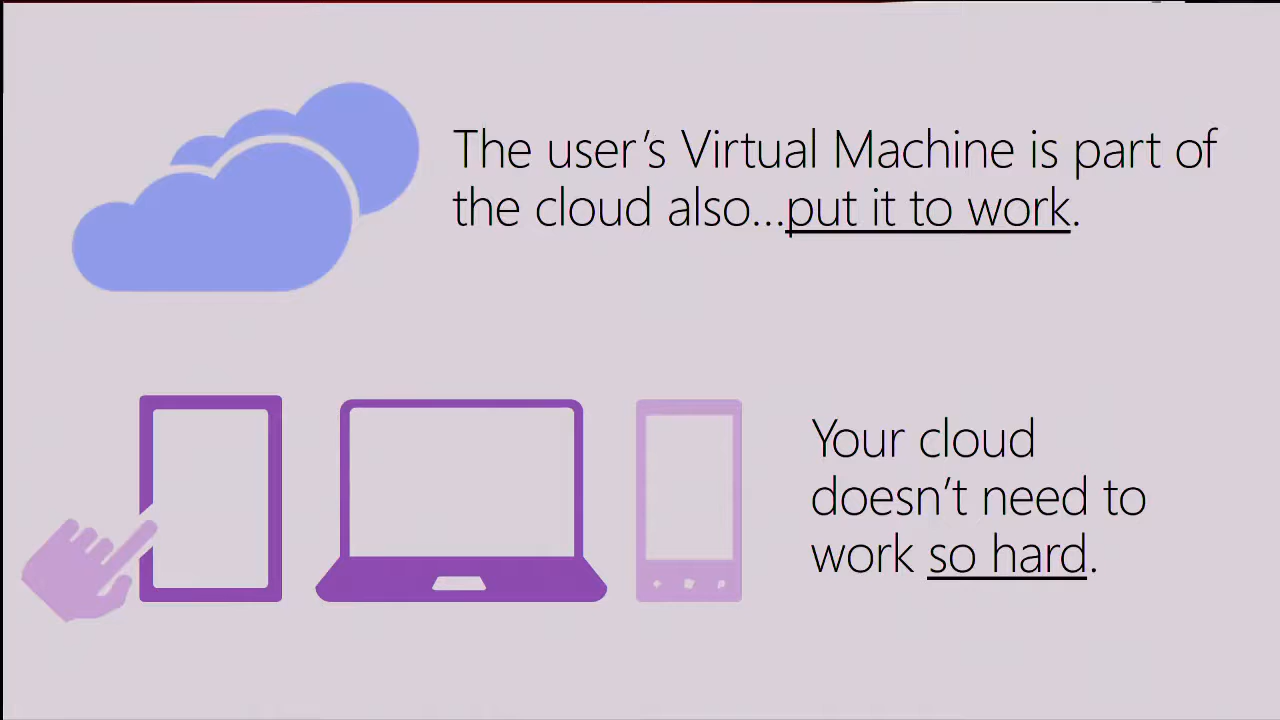 The user’s Virtual Machine is part of
the cloud also...put it to work.
Your cloud
doesn’t need to
work so hard.